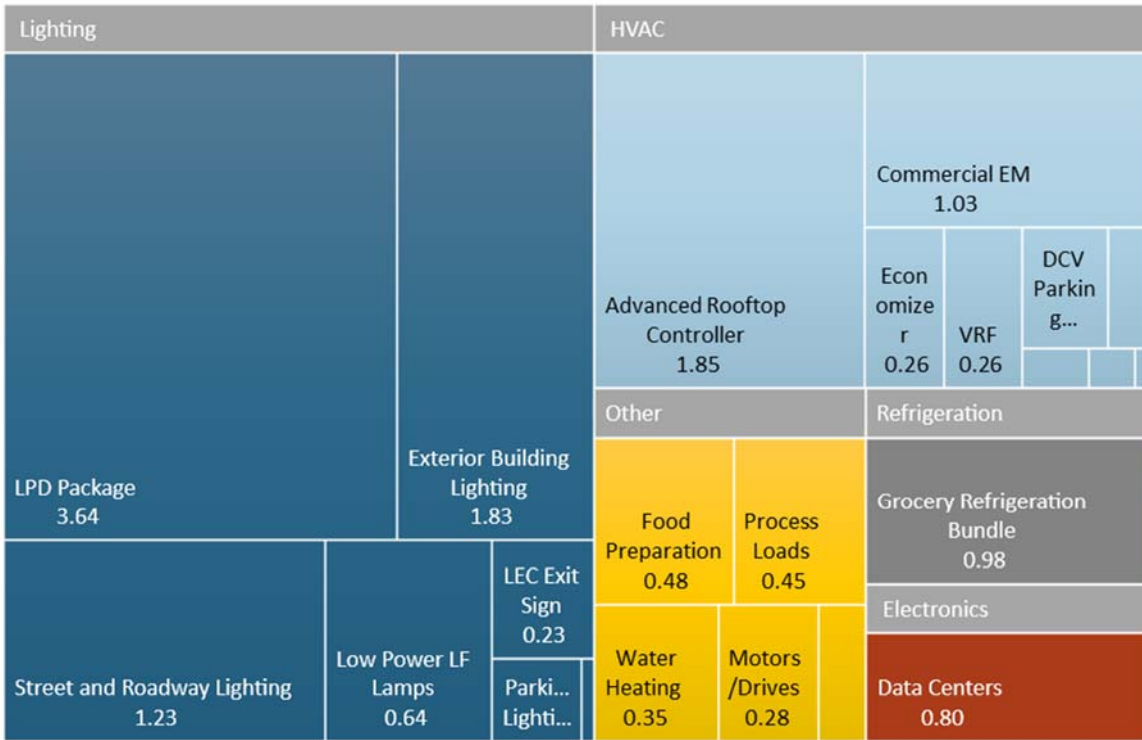 Lighting
LPD Package
3.64
Exterior Building
Lighting
1.83
Street and Roadway Lighting
1.23
Low Power LF
Lamps
0.64
LEC Exit
Sign
0.23
Parki...
Lighti...
HVAC
Advanced Rooftop
Controller
1.85
Commercial EM
1.03
Econ
omize
r
0.26
VRF
0.26
DCV
Parkin
g...
Other
Food
Preparation
0.48
Process
Loads
0.45
Water
Heating
0.35
Motors
/Drives
0.28
Refrigeration
Grocery Refrigeration
Bundle
0.98
Electronics
Data Centers
0.80